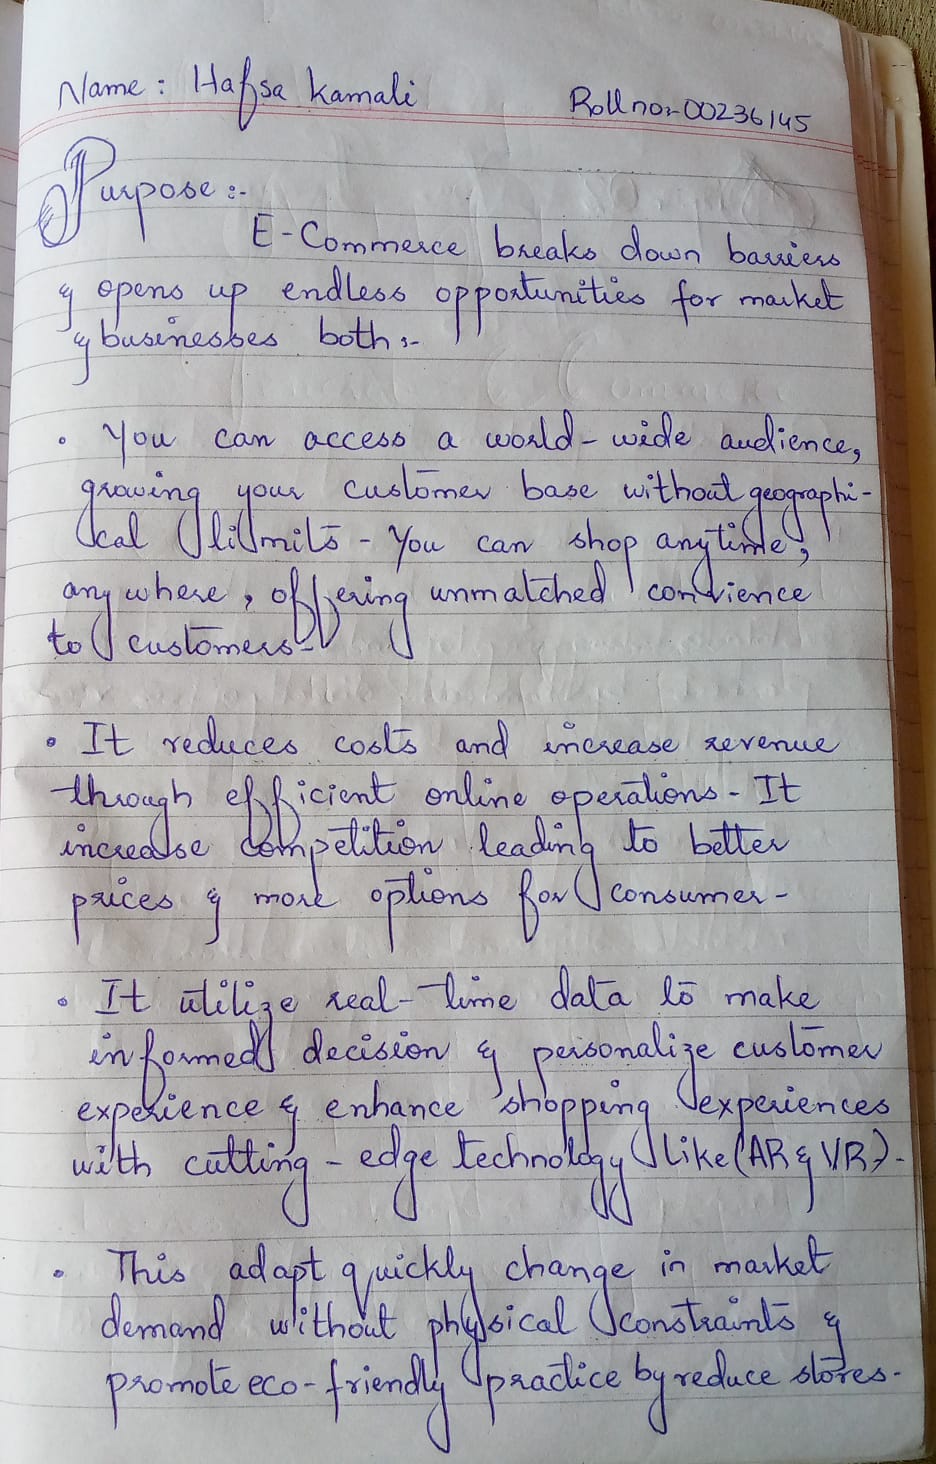 Name: Hafsa Kamali Roll no:- 00236145
Purpose:-
E-Commerce breaks down barriers
& opens up endless opportunities for market
& businesses both:-
• You can access a world-wide audience,
growing your customer base without geographi-
cal limits - You can shop anytime,
anywhere, offering unmatched convience
to customers -
• It reduces costs and increase revenue
through efficient online operations - It
increase competition leading to better
prices & more options for consumer -
• It utilize real-time data to make
informed decision & personalize customer
experience & enhance shopping experiences
with cutting-edge technology like (AR & VR) -
• This adapt quickly change in market
demand without physical constraints &
promote eco-friendly practice by reduce stores -